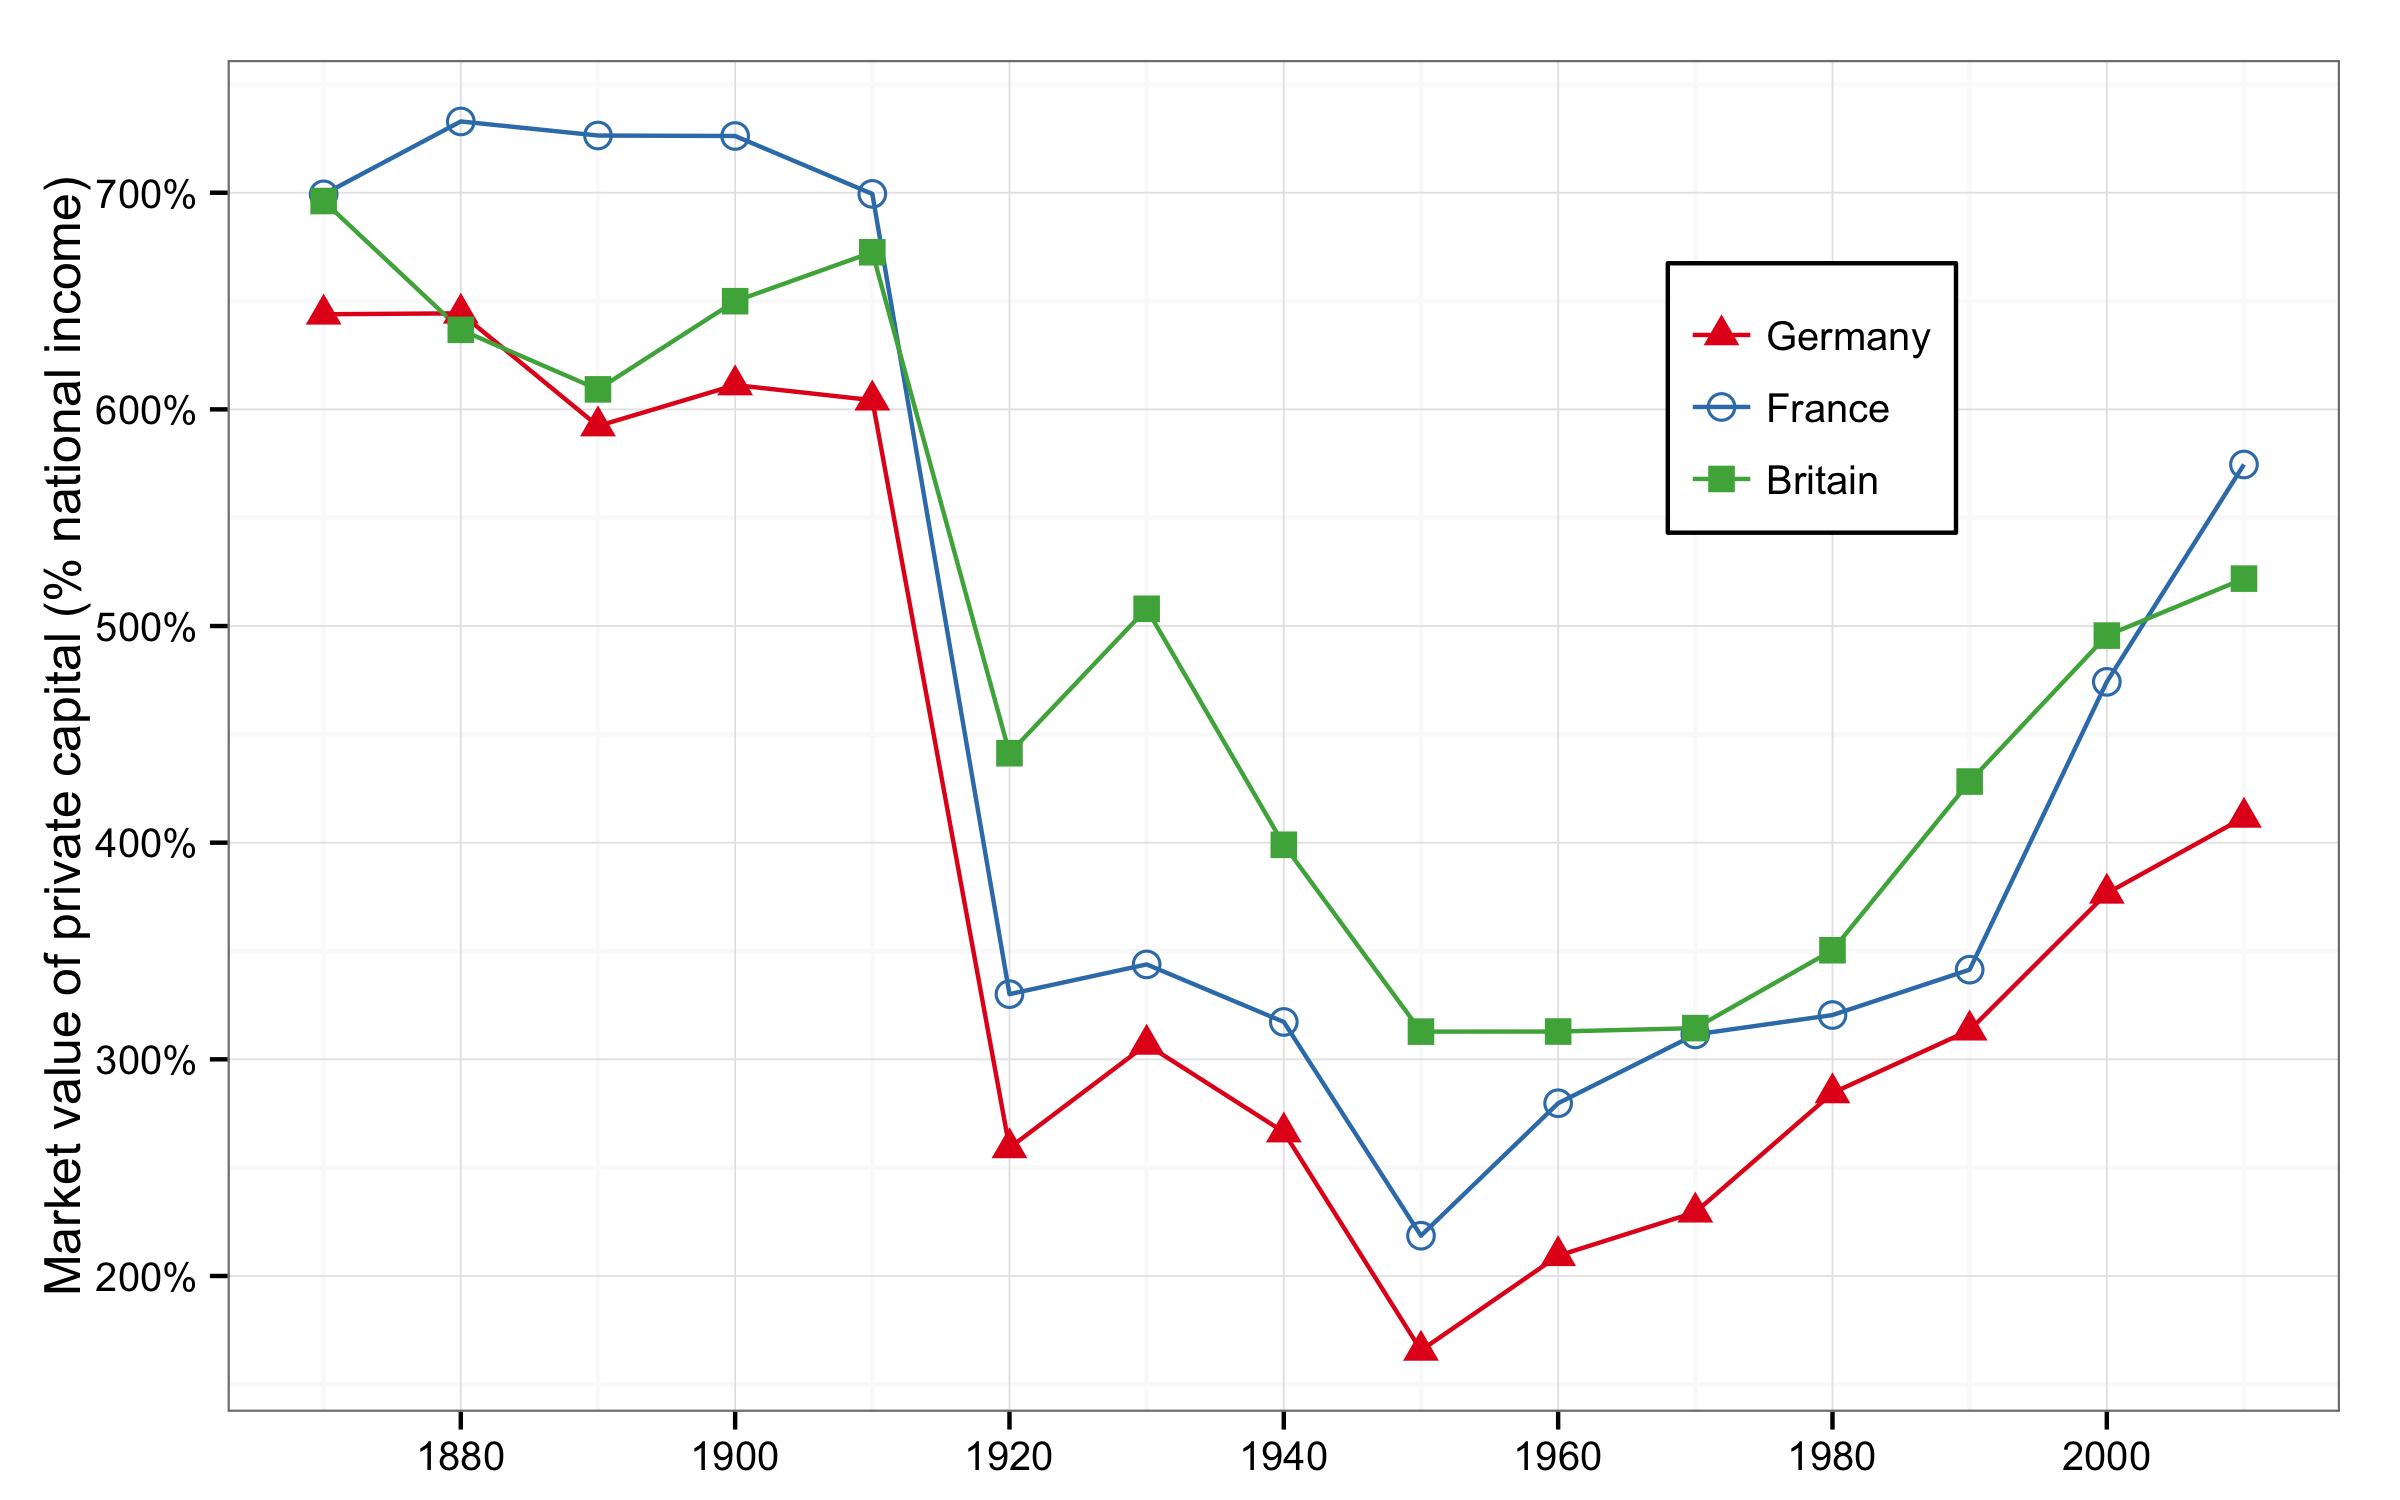 Market value of private capital (% national income)
700%
600%
500%
400%
300%
200%
Germany
France
Britain
1880 1900 1920 1940 1960 1980 2000